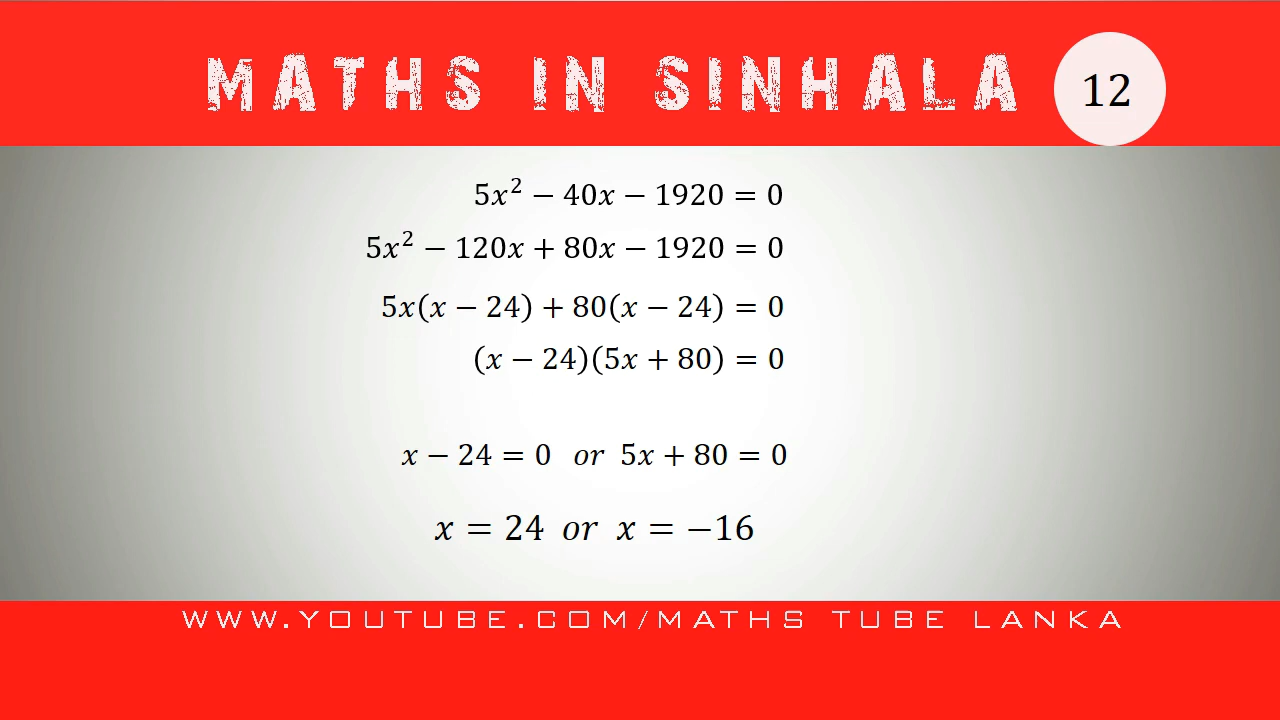 MATHS IN SINHALA
12
5x² − 40x − 1920 = 0
5x² − 120x + 80x − 1920 = 0
5x(x − 24) + 80(x − 24) = 0
(x − 24)(5x + 80) = 0
x − 24 = 0 or 5x + 80 = 0
x = 24 or x = −16
WWW.YOUTUBE.COM/MATHS TUBE LANKA